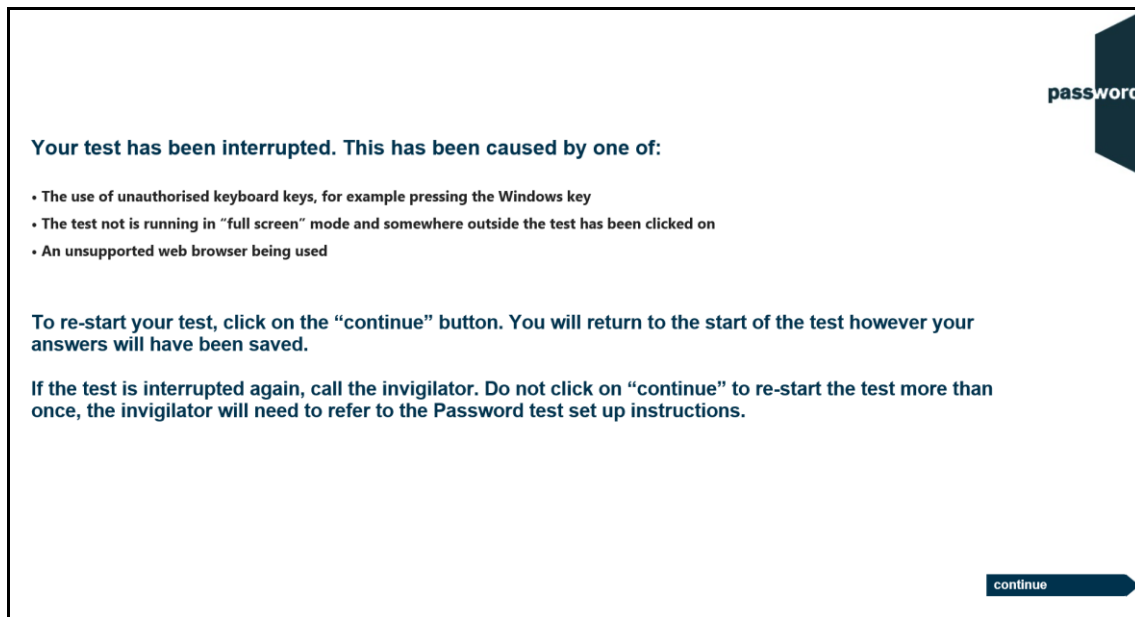 password
Your test has been interrupted. This has been caused by one of:
• The use of unauthorised keyboard keys, for example pressing the Windows key
• The test not is running in “full screen” mode and somewhere outside the test has been clicked on
• An unsupported web browser being used
To re-start your test, click on the “continue” button. You will return to the start of the test however your
answers will have been saved.
If the test is interrupted again, call the invigilator. Do not click on “continue” to re-start the test more than
once, the invigilator will need to refer to the Password test set up instructions.
continue